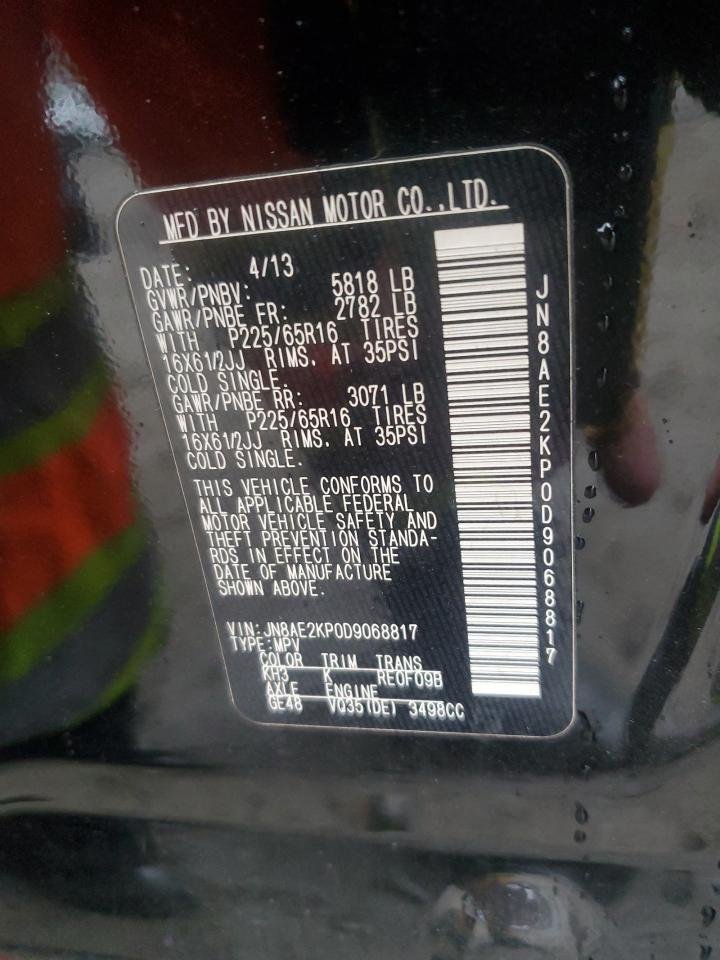 MFD BY NISSAN MOTOR CO.,LTD.
DATE: 4/13
GVWR/PNBV: 5818 LB
GAWR/PNBE FR: 2782 LB
WITH P225/65R16 TIRES
16X61/2JJ RIMS, AT 35PSI
COLD SINGLE.
GAWR/PNBE RR: 3071 LB
WITH P225/65R16 TIRES
16X61/2JJ RIMS, AT 35PSI
COLD SINGLE.
THIS VEHICLE CONFORMS TO
ALL APPLICABLE FEDERAL
MOTOR VEHICLE SAFETY AND
THEFT PREVENTION STANDA-
RDS IN EFFECT ON THE
DATE OF MANUFACTURE
SHOWN ABOVE.
VIN:JN8AE2KP0D9068817
TYPE:MPV
COLOR TRIM TRANS
KH3 K RE0F09B
AXLE ENGINE
GE48 VQ35(DE) 3498CC
JN8AE2KP0D9068817